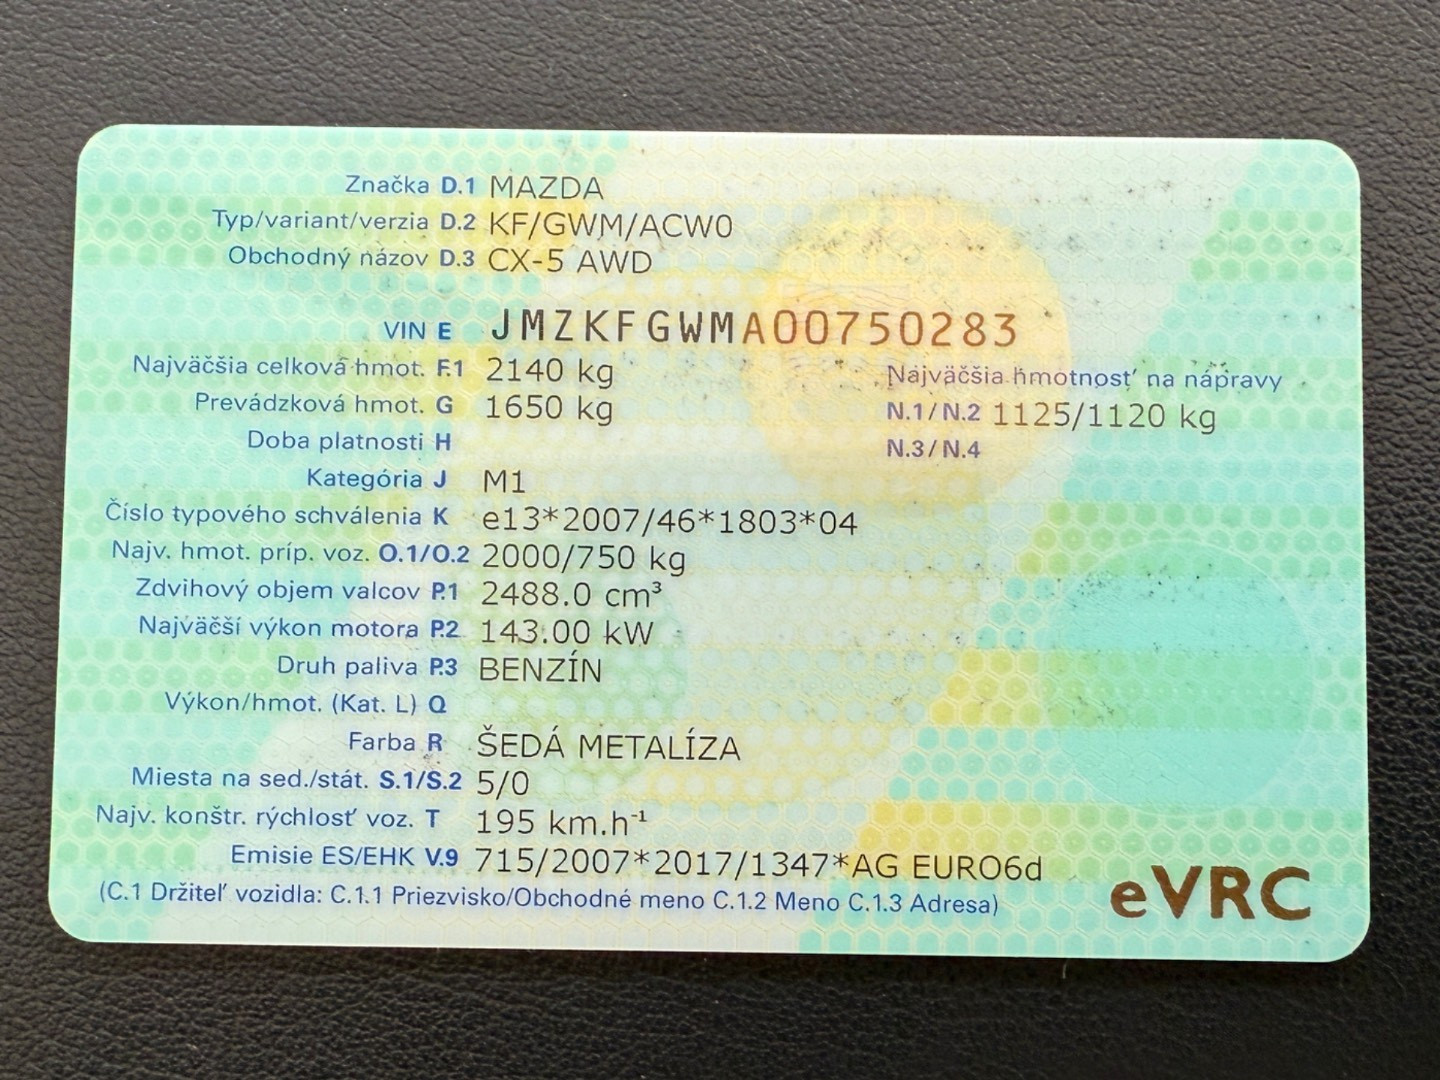 Značka D.1 MAZDA
Typ/variant/verzia D.2 KF/GWM/ACW0
Obchodný názov D.3 CX-5 AWD
VIN E JMZKFGWMA00750283
Najväčšia celková hmot. F.1 2140 kg
Najväčšia hmotnosť na nápravy
Prevádzková hmot. G 1650 kg
N.1/N.2 1125/1120 kg
Doba platnosti H
N.3/N.4
Kategória J M1
Číslo typového schválenia K e13*2007/46*1803*04
Najv. hmot. príp. voz. O.1/O.2 2000/750 kg
Zdvihový objem valcov P.1 2488.0 cm³
Najväčší výkon motora P.2 143.00 kW
Druh paliva P.3 BENZÍN
Výkon/hmot. (Kat. L) Q
Farba R ŠEDÁ METALÍZA
Miesta na sed./stát. S.1/S.2 5/0
Najv. konštr. rýchlosť voz. T 195 km.h⁻¹
Emisie ES/EHK V.9 715/2007*2017/1347*AG EURO6d
(C.1 Držiteľ vozidla: C.1.1 Priezvisko/Obchodné meno C.1.2 Meno C.1.3 Adresa)
eVRC